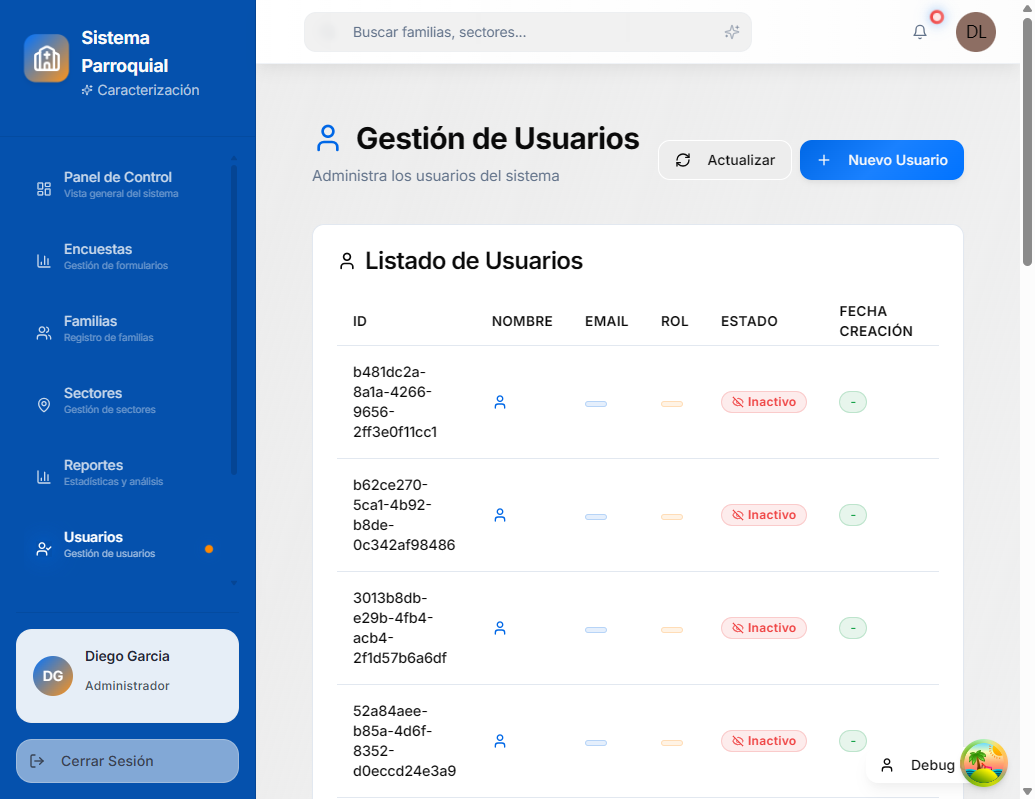 Sistema
Parroquial
Caracterización
Panel de Control
Vista general del sistema
Encuestas
Gestión de formularios
Familias
Registro de familias
Sectores
Gestión de sectores
Reportes
Estadísticas y análisis
Usuarios
Gestión de usuarios
DG
Diego Garcia
Administrador
Cerrar Sesión
Buscar familias, sectores...
DL
Gestión de Usuarios
Administra los usuarios del sistema
Actualizar
Nuevo Usuario
Listado de Usuarios
ID NOMBRE EMAIL ROL ESTADO FECHA
CREACIÓN
b481dc2a-
8a1a-4266-
9656-
2ff3e0f11cc1
Inactivo -
b62ce270-
5ca1-4b92-
b8de-
0c342af98486
Inactivo -
3013b8db-
e29b-4fb4-
acb4-
2f1d57b6a6df
Inactivo -
52a84aee-
b85a-4d6f-
8352-
d0eccd24e3a9
Inactivo -
Debug